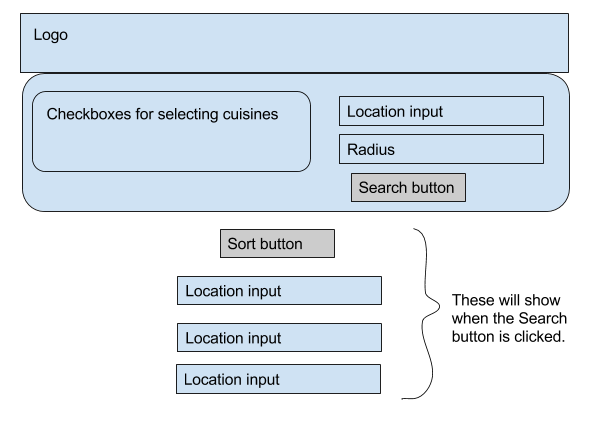 Logo
Checkboxes for selecting cuisines
Location input
Radius
Search button
Sort button
Location input
Location input
Location input
These will show
when the Search
button is clicked.